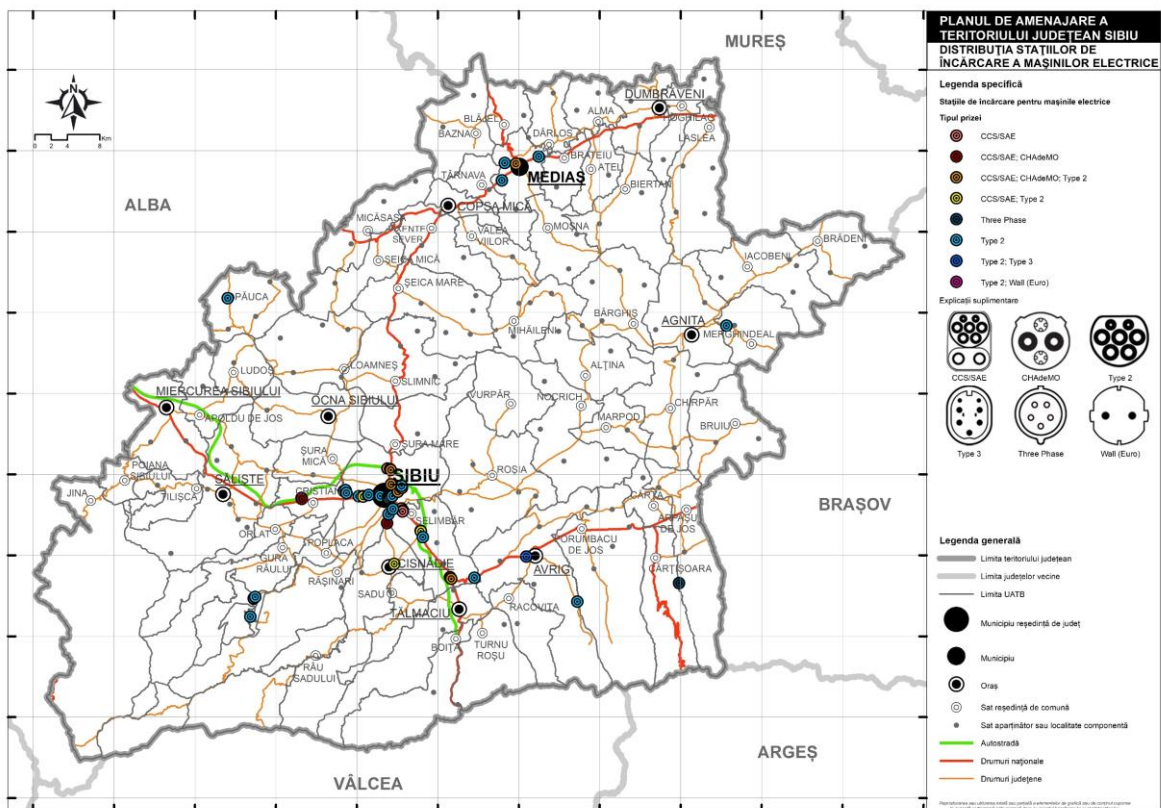 PLANUL DE AMENAJARE A
TERITORIULUI JUDEȚEAN SIBIU
DISTRIBUȚIA STAȚIILOR DE
ÎNCĂRCARE A MAȘINILOR ELECTRICE
Legenda specifică
Stațiile de încărcare pentru mașinile electrice
Tipul prizei
CCS/SAE
CCS/SAE; CHAdeMO
CCS/SAE; CHAdeMO; Type 2
CCS/SAE; Type 2
Three Phase
Type 2
Type 2; Type 3
Type 2; Wall (Euro)
Explicații suplimentare
CCS/SAE
CHAdeMO
Type 2
Type 3
Three Phase
Wall (Euro)
Legenda generală
Limita teritoriului județean
Limita județelor vecine
Limita UATB
Municipiu reședință de județ
Municipiu
Oraș
Sat reședință de comună
Sat aparținător sau localitate componentă
Autostradă
Drumuri naționale
Drumuri județene
N
0 2 4 8
Km
MUREȘ
ALBA
BRAȘOV
ARGEȘ
VÂLCEA
DUMBRĂVENI
HOGHILAG
ALMA
LASLEA
BLĂJEL
BAZNA
DÂRLOS
BRATEIU
AȚEL
MEDIAȘ
TÂRNAVA
BIERTAN
COPȘA MICĂ
MICĂSASA
SEVER
VALEA
VIILOR
MOȘNA
BRĂDENI
IACOBENI
ȘEICA MICĂ
ȘEICA MARE
PĂUCA
MIHĂILENI
BÂRGHIȘ
AGNITA
MERGHINDEAL
LUDOȘ
LOAMNEȘ
SLIMNIC
ALȚINA
MIERCUREA SIBIULUI
OCNA SIBIULUI
VURPĂR
NOCRICH
CHIRPĂR
APOLDU DE JOS
MARPOD
BRUIU
ȘURA MARE
ȘURA
MICĂ
POIANA
SIBIULUI
JINA
TILIȘCA
SĂLIȘTE
CRISTIAN
SIBIU
ROȘIA
ȘELIMBĂR
CÂRȚA
ARPAȘU
DE JOS
ORLAT
POPLACA
GURA
RÂULUI
RĂȘINARI
CISNĂDIE
SADU
TĂLMACIU
AVRIG
PORUMBACU
DE JOS
CÂRȚIȘOARA
RACOVIȚA
BOIȚA
TURNU
ROȘU
RÂU
SADULUI